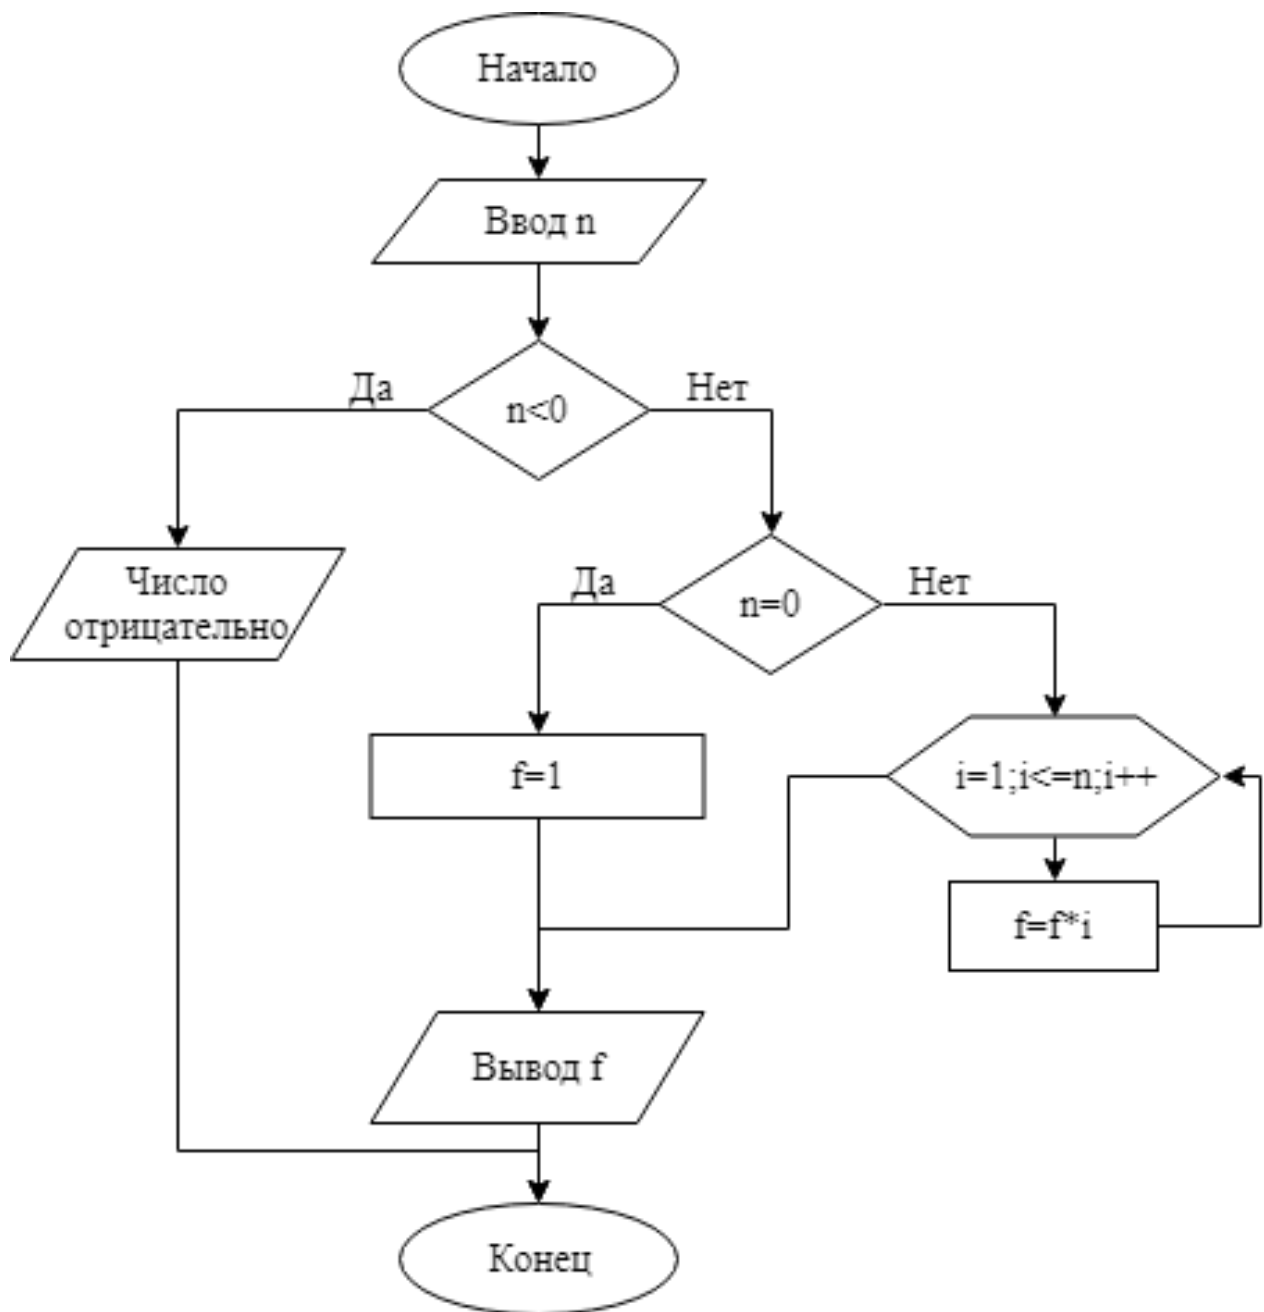 Начало
Ввод n
Да
Нет
n<0
Число
отрицательно
Да
Нет
n=0
f=1
i=1;i<=n;i++
f=f*i
Вывод f
Конец